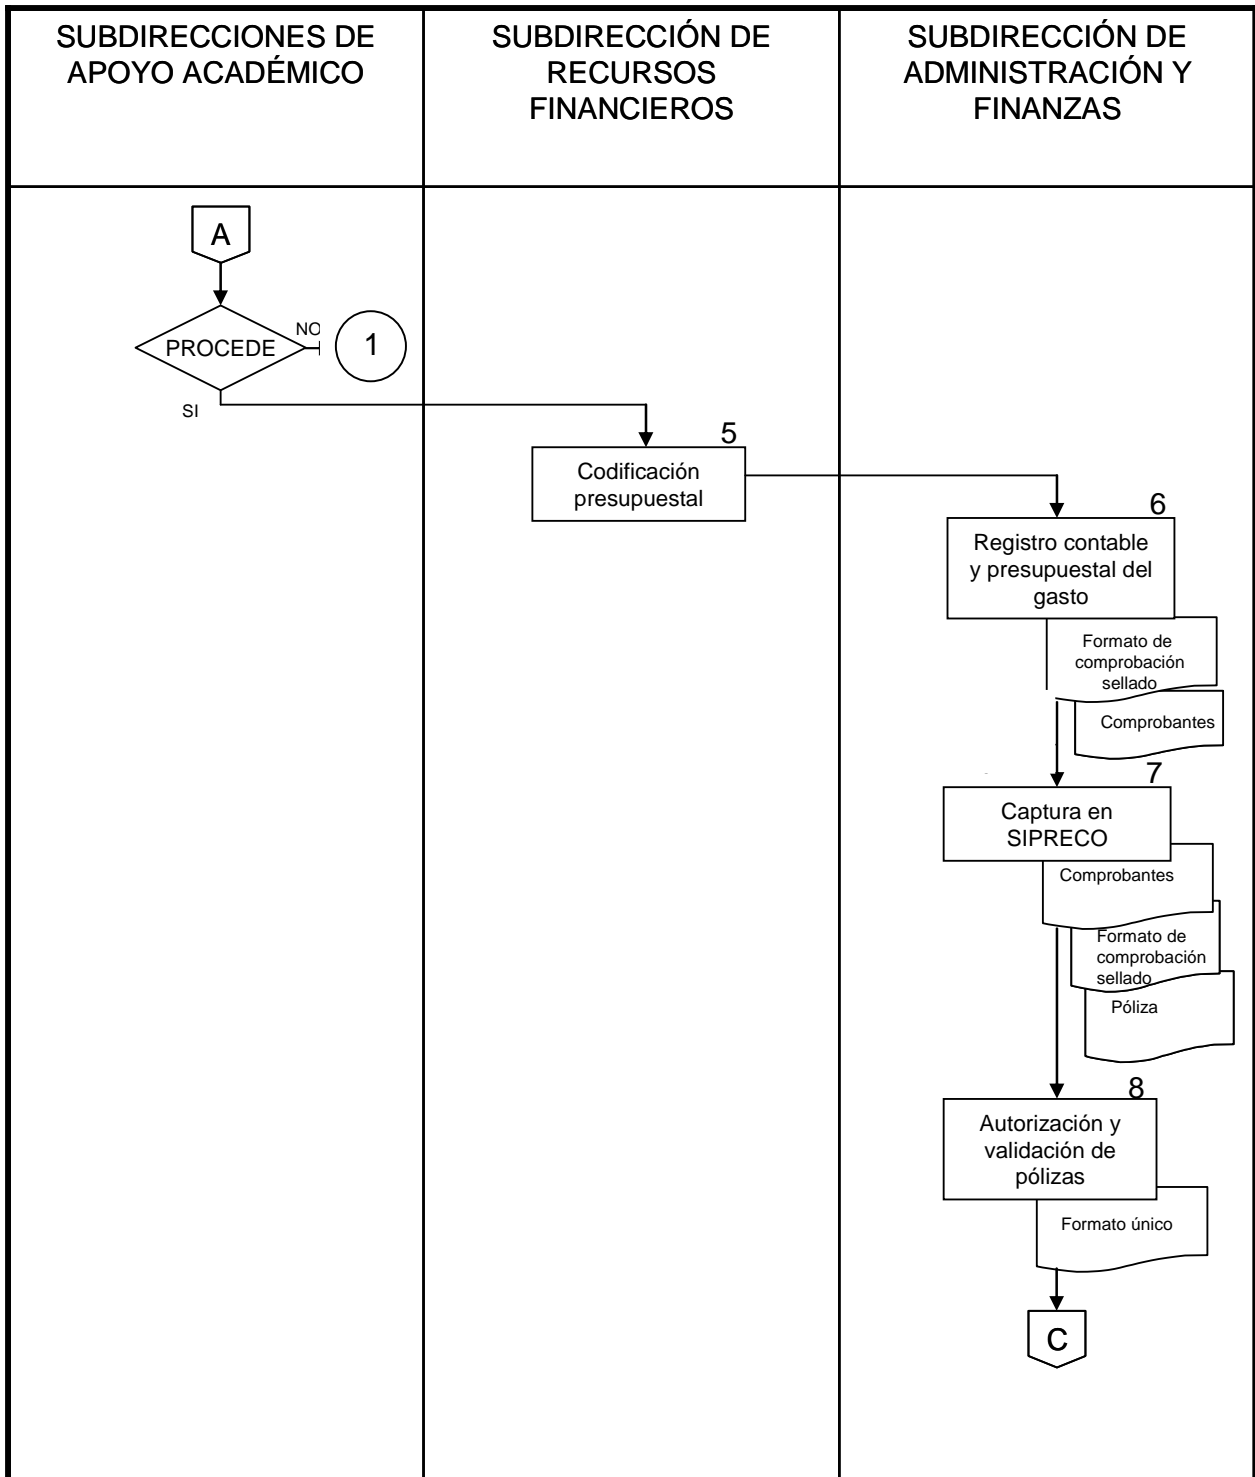 SUBDIRECCIONES DE
APOYO ACADÉMICO
SUBDIRECCIÓN DE
RECURSOS
FINANCIEROS
SUBDIRECCIÓN DE
ADMINISTRACIÓN Y
FINANZAS
A
PROCEDE
NO
1
SI
5
Codificación
presupuestal
6
Registro contable
y presupuestal del
gasto
Formato de
comprobación
sellado
Comprobantes
7
Captura en
SIPRECO
Comprobantes
Formato de
comprobación
sellado
Póliza
8
Autorización y
validación de
pólizas
Formato único
C